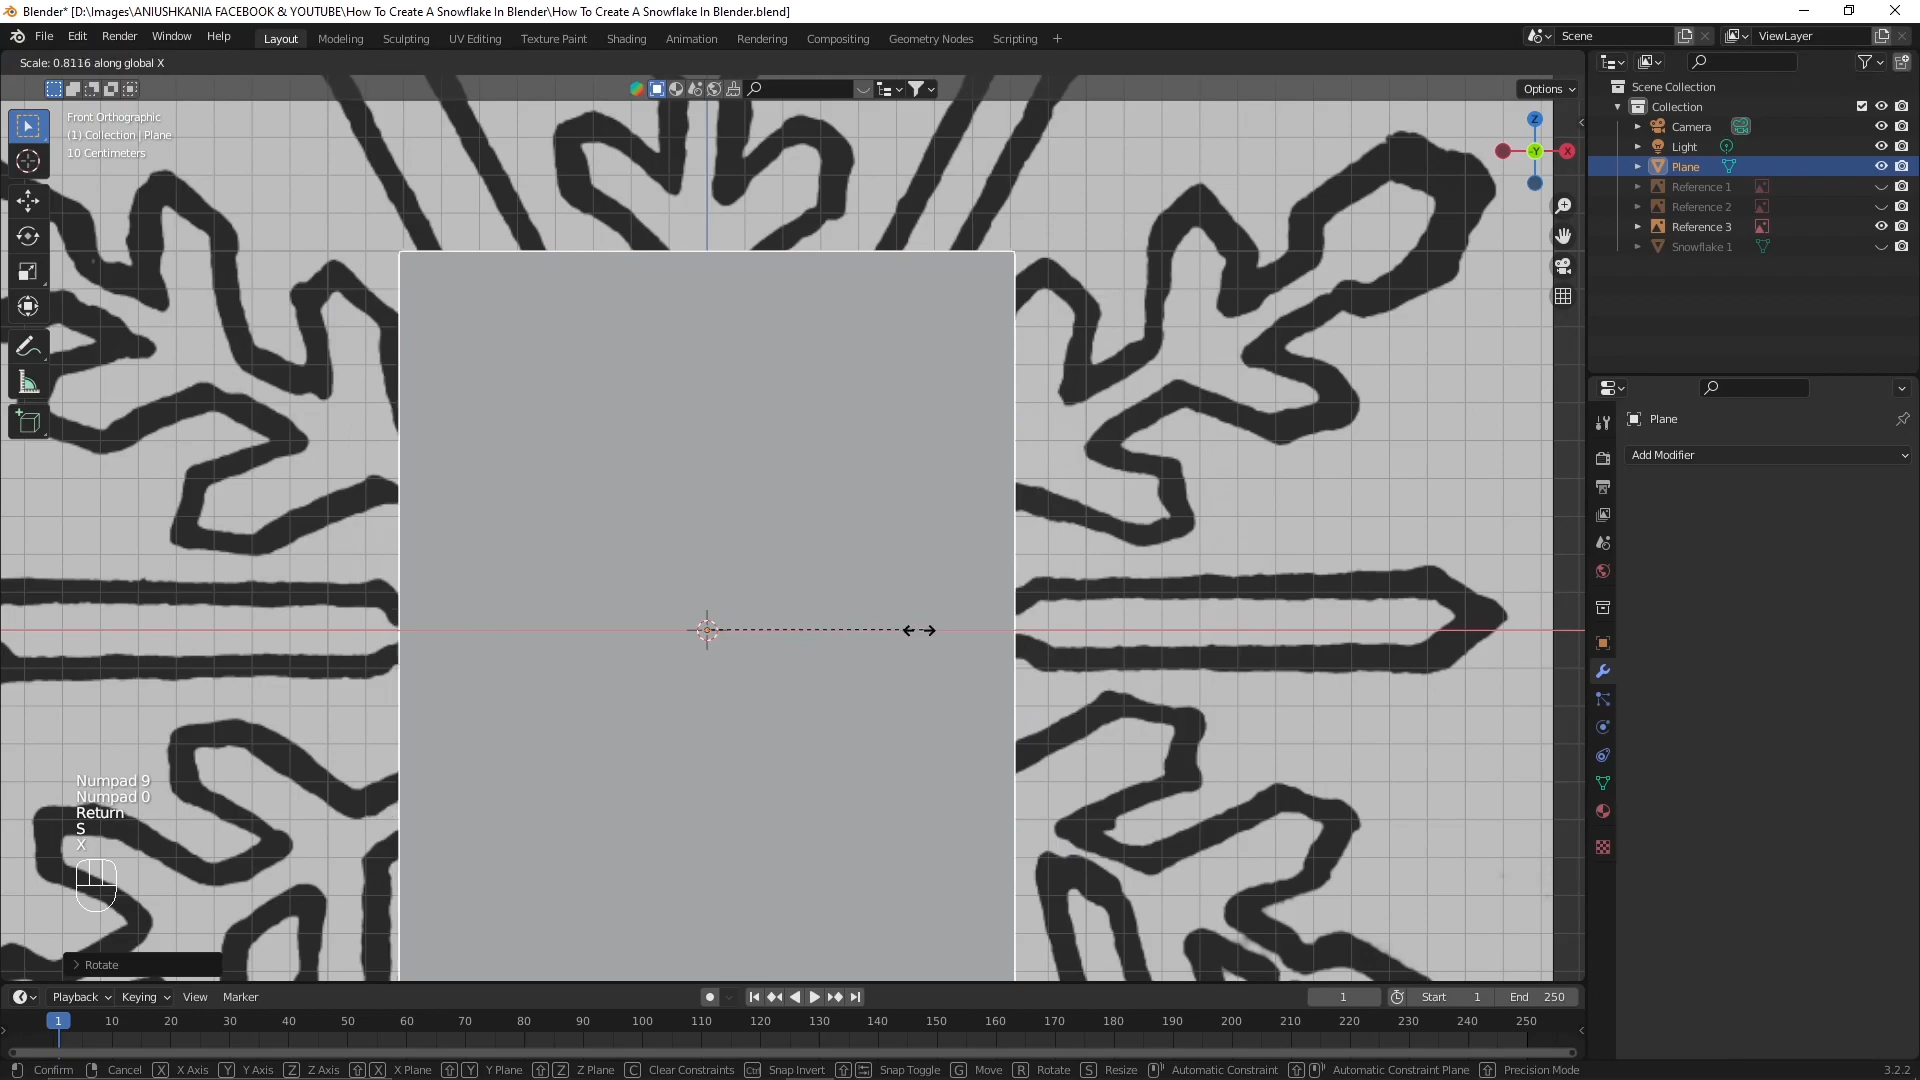 Blender* [D:\Images\ANIUSHKANIA FACEBOOK & YOUTUBE\How To Create A Snowflake In Blender\How To Create A Snowflake In Blender.blend]
File Edit Render Window Help Layout Modeling Sculpting UV Editing Texture Paint Shading Animation Rendering Compositing Geometry Nodes Scripting + Scene ViewLayer
Scale: 0.8116 along global X
Options
Front Orthographic
(1) Collection | Plane
10 Centimeters
Z
-Y
X
Scene Collection
Collection
Camera
Light
Plane
Reference 1
Reference 2
Reference 3
Snowflake 1
Plane
Add Modifier
Numpad 9
Numpad 0
Return
S
X
Rotate
Playback Keying View Marker 1 Start 1 End 250
1 10 20 30 40 50 60 70 80 90 100 110 120 130 140 150 160 170 180 190 200 210 220 230 240 250
Confirm Cancel X X Axis Y Y Axis Z Z Axis X X Plane Y Y Plane Z Z Plane C Clear Constraints Ctrl Snap Invert Snap Toggle G Move R Rotate S Resize Automatic Constraint Automatic Constraint Plane Precision Mode 3.2.2